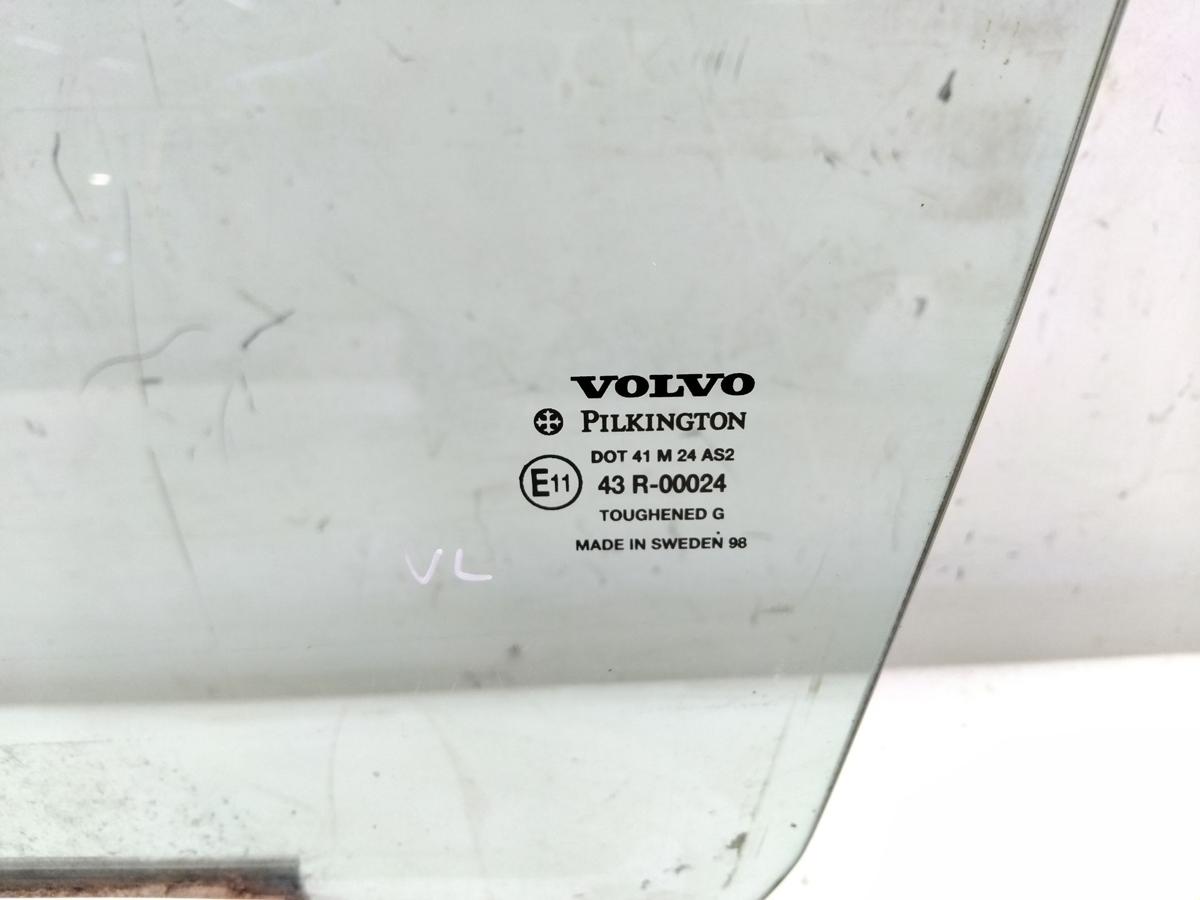 VOLVO
PILKINGTON
DOT 41 M 24 AS2
E11 43 R-00024
TOUGHENED G
MADE IN SWEDEN 98
VL